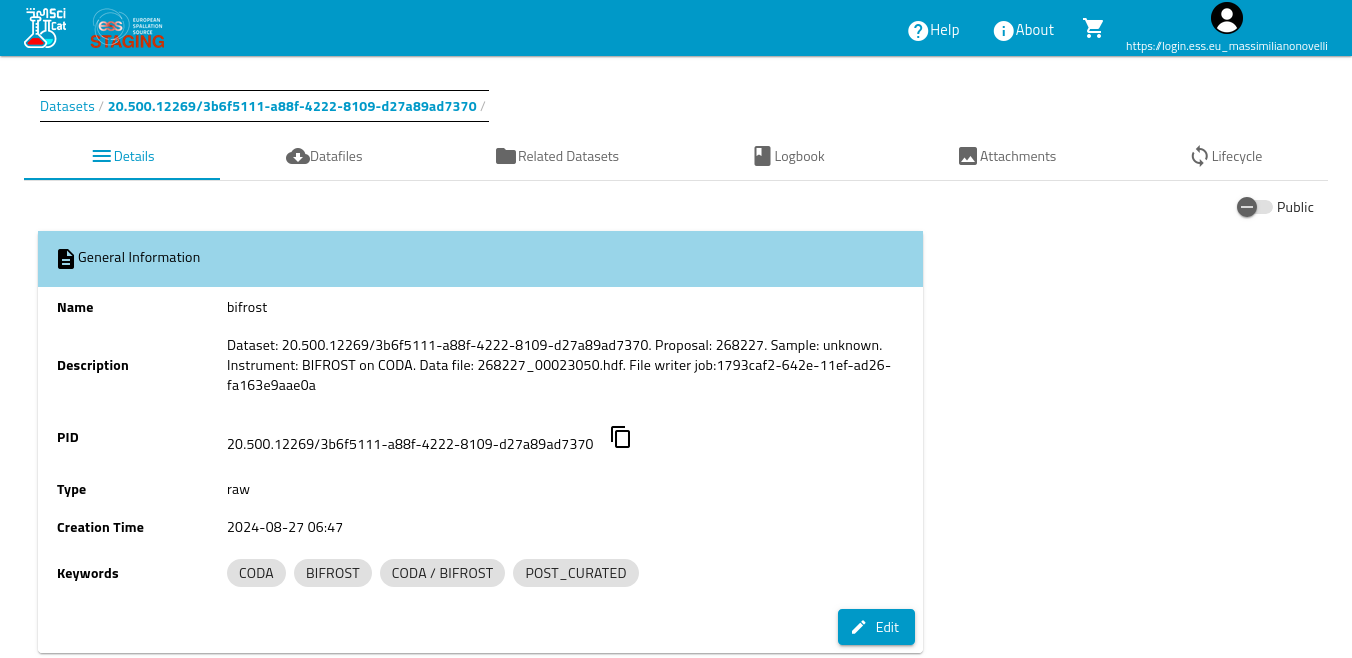 Sci
Cat
ess
EUROPEAN
SPALLATION
SOURCE
STAGING
Help
About
https://login.ess.eu_massimilianonovelli
Datasets / 20.500.12269/3b6f5111-a88f-4222-8109-d27a89ad7370 /
Details
Datafiles
Related Datasets
Logbook
Attachments
Lifecycle
Public
General Information
Name
bifrost
Description
Dataset: 20.500.12269/3b6f5111-a88f-4222-8109-d27a89ad7370. Proposal: 268227. Sample: unknown.
Instrument: BIFROST on CODA. Data file: 268227_00023050.hdf. File writer job:1793caf2-642e-11ef-ad26-
fa163e9aae0a
PID
20.500.12269/3b6f5111-a88f-4222-8109-d27a89ad7370
Type
raw
Creation Time
2024-08-27 06:47
Keywords
CODA
BIFROST
CODA / BIFROST
POST_CURATED
Edit